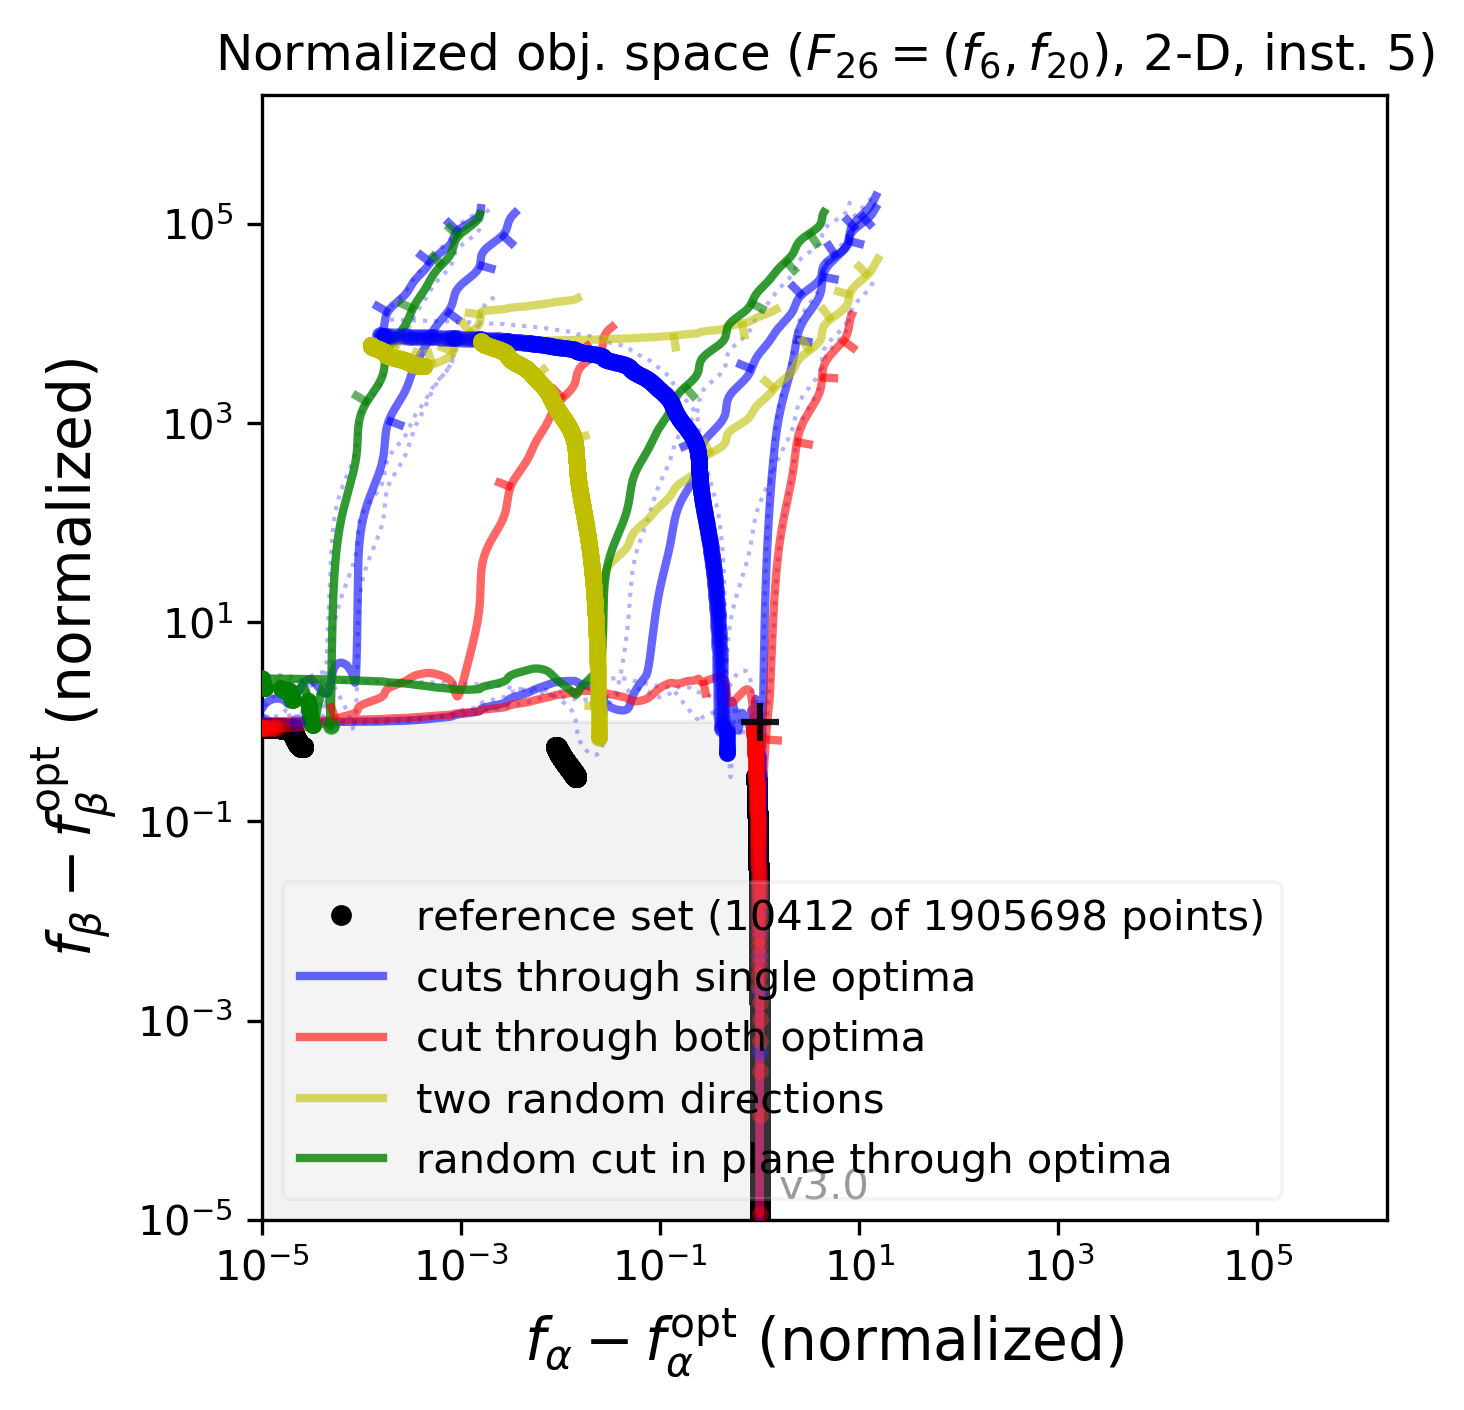 Normalized obj. space (F₂₆ = (f₆, f₂₀), 2-D, inst. 5)
f_β − f_β^opt (normalized)
10⁵
10³
10¹
10⁻¹
10⁻³
10⁻⁵
reference set (10412 of 1905698 points)
cuts through single optima
cut through both optima
two random directions
random cut in plane through optima
v3.0
10⁻⁵ 10⁻³ 10⁻¹ 10¹ 10³ 10⁵
f_α − f_α^opt (normalized)